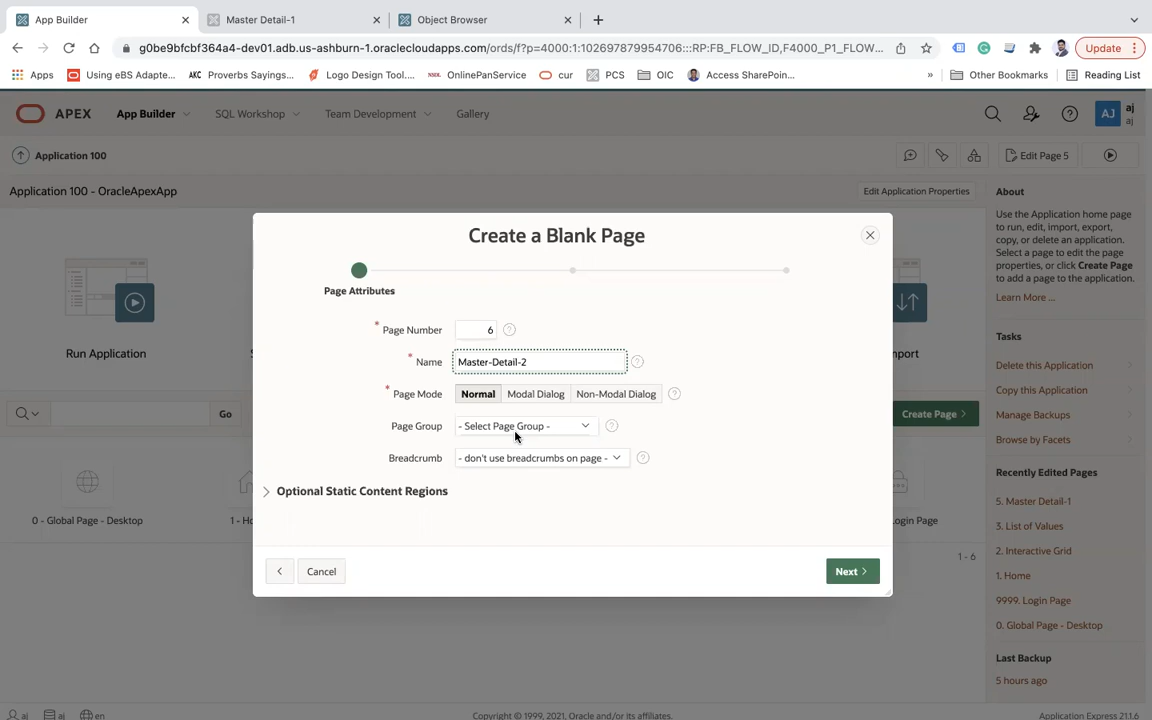 App Builder
Master Detail-1
Object Browser
g0be9bfcbf364a4-dev01.adb.us-ashburn-1.oraclecloudapps.com/ords/f?p=4000:1:102697879954706:::RP:FB_FLOW_ID,F4000_P1_FLOW...
Update
Apps
Using eBS Adapte...
AKC Proverbs Sayings...
Logo Design Tool....
OnlinePanService
cur
PCS
OIC
Access SharePoin...
»
Other Bookmarks
Reading List
APEX
App Builder
SQL Workshop
Team Development
Gallery
AJ
aj
aj
Application 100
Edit Page 5
Application 100 - OracleApexApp
Edit Application Properties
About
Use the Application home page
to run, edit, import, export,
copy, or delete an application.
Select a page to edit the page
properties, or click Create Page
to add a page to the application.
Learn More ...
Create a Blank Page
Page Attributes
* Page Number 6
* Name Master-Detail-2
* Page Mode Normal Modal Dialog Non-Modal Dialog
Page Group - Select Page Group -
Breadcrumb - don't use breadcrumbs on page -
Optional Static Content Regions
Cancel
Next
Run Application
S
port
Go
Create Page
0 - Global Page - Desktop
1 - Ho
ogin Page
1 - 6
Tasks
Delete this Application
Copy this Application
Manage Backups
Browse by Facets
Recently Edited Pages
5. Master Detail-1
3. List of Values
2. Interactive Grid
1. Home
9999. Login Page
0. Global Page - Desktop
Last Backup
5 hours ago
aj
aj
en
Copyright © 1999, 2021, Oracle and/or its affiliates.
Application Express 21.1.6